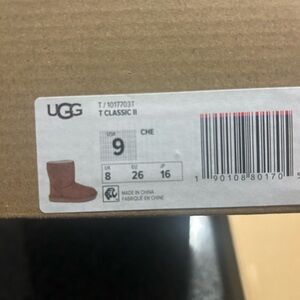 UGG
T / 1017703T
T CLASSIC II
USA
9
CHE
UK
8
EU
26
JP
16
MADE IN CHINA
FABRIQUÉ EN CHINE
1 90108 80170 5